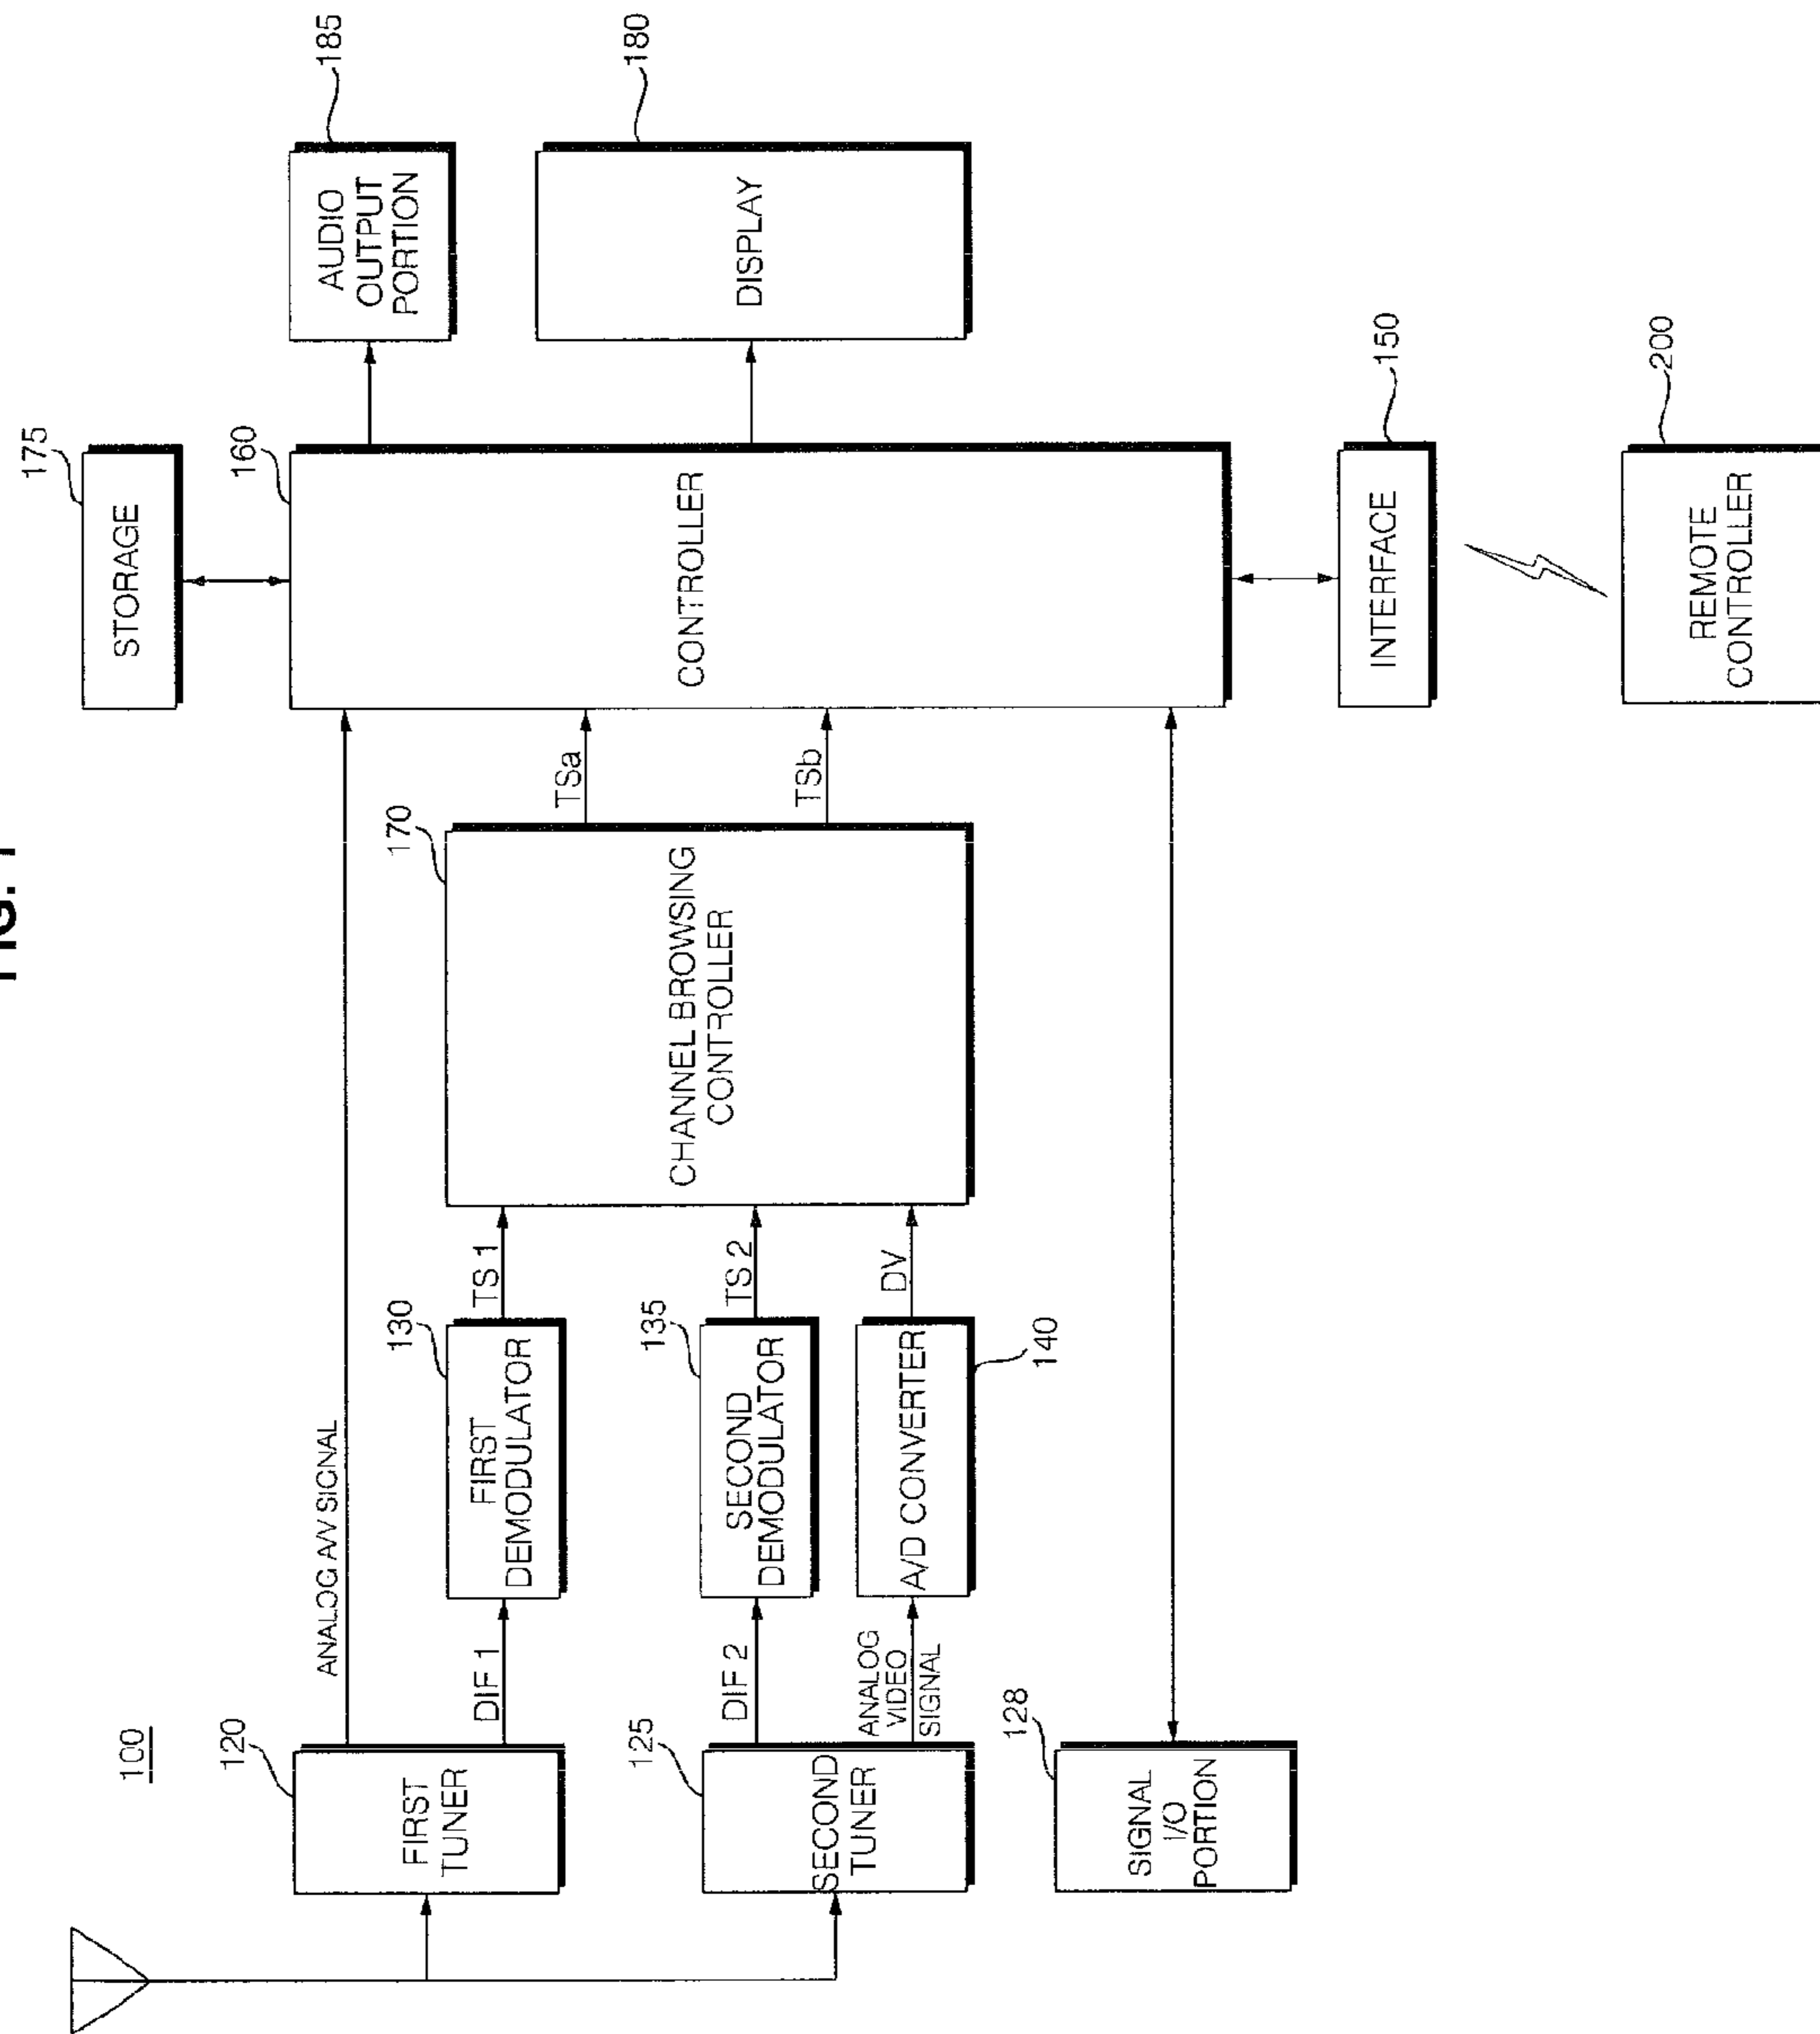 FIG. 1
100
175
STORAGE
160
CONTROLLER
185
AUDIO
OUTPUT
PORTION
180
DISPLAY
120
FIRST
TUNER
ANALOG A/V SIGNAL
DIF 1
130
FIRST
DEMODULATOR
TS 1
170
CHANNEL BROWSING
CONTROLLER
TSa
TSb
125
SECOND
TUNER
DIF 2
135
SECOND
DEMODULATOR
TS 2
ANALOG
VIDEO
SIGNAL
A/D CONVERTER
140
DV
128
SIGNAL
I/O
PORTION
INTERFACE
150
REMOTE
CONTROLLER
200